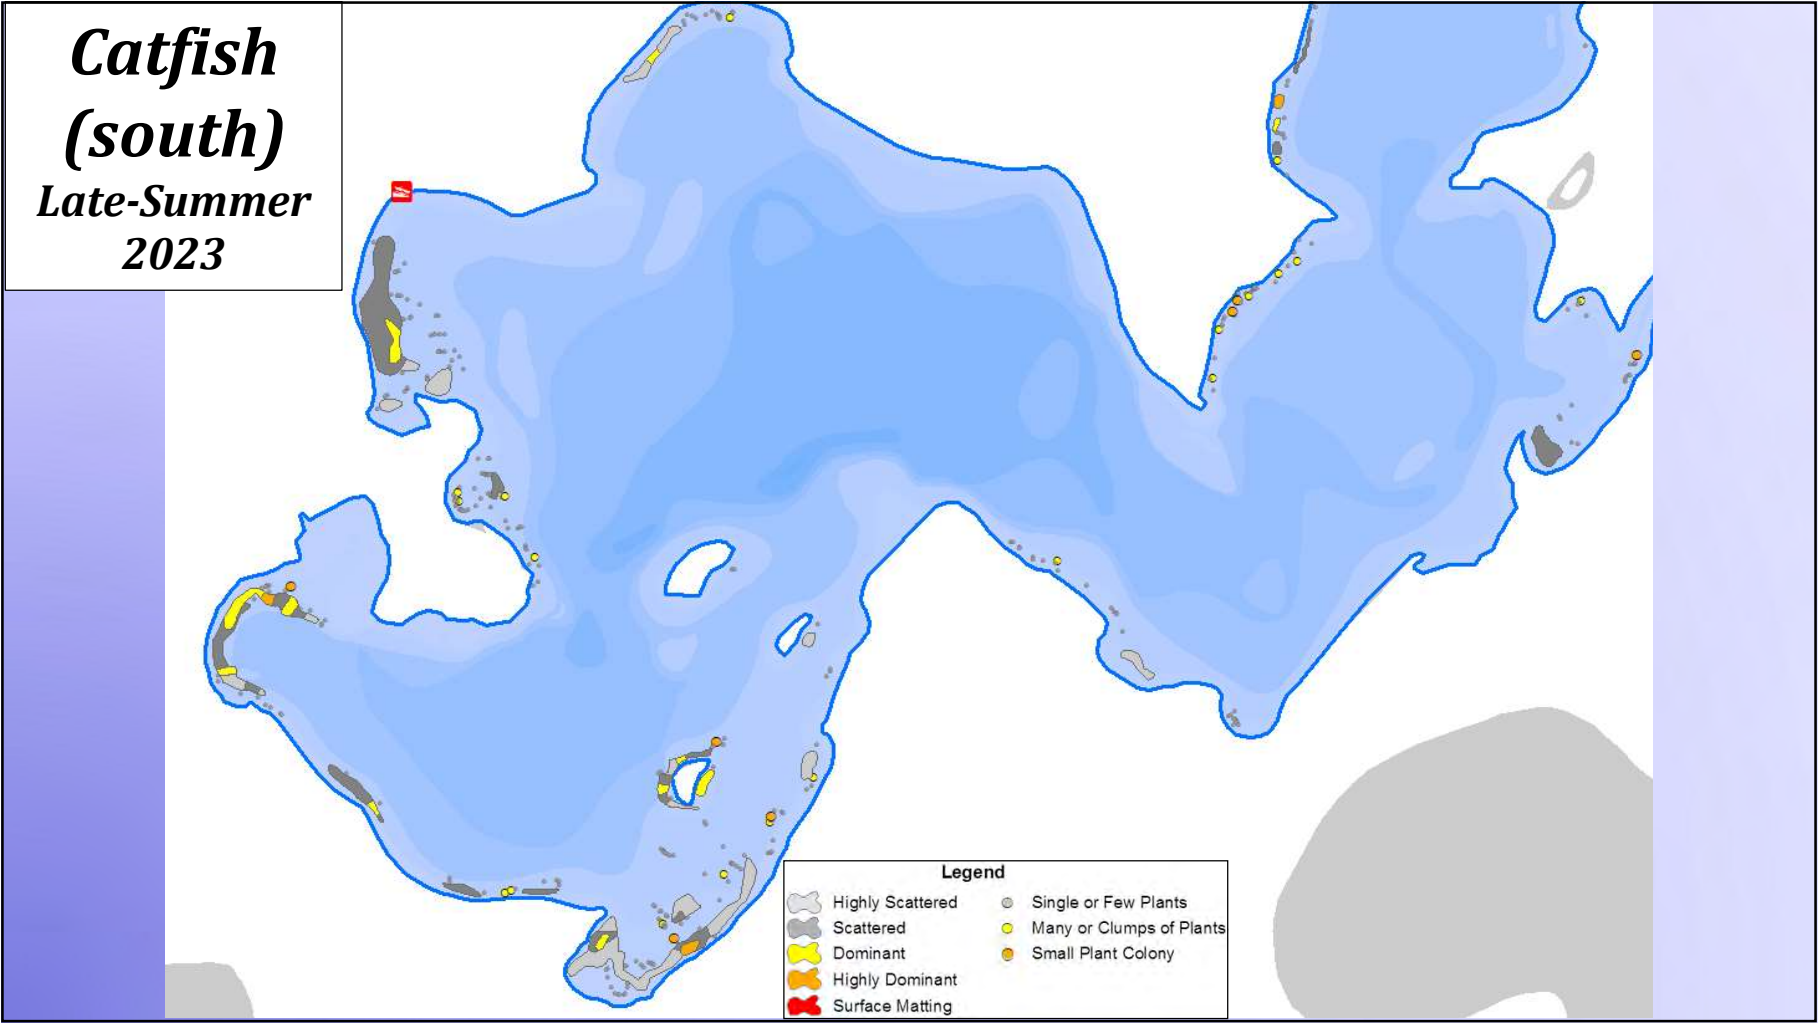 Catfish
(south)
Late-Summer
2023
Legend
Highly Scattered
Scattered
Dominant
Highly Dominant
Surface Matting
Single or Few Plants
Many or Clumps of Plants
Small Plant Colony